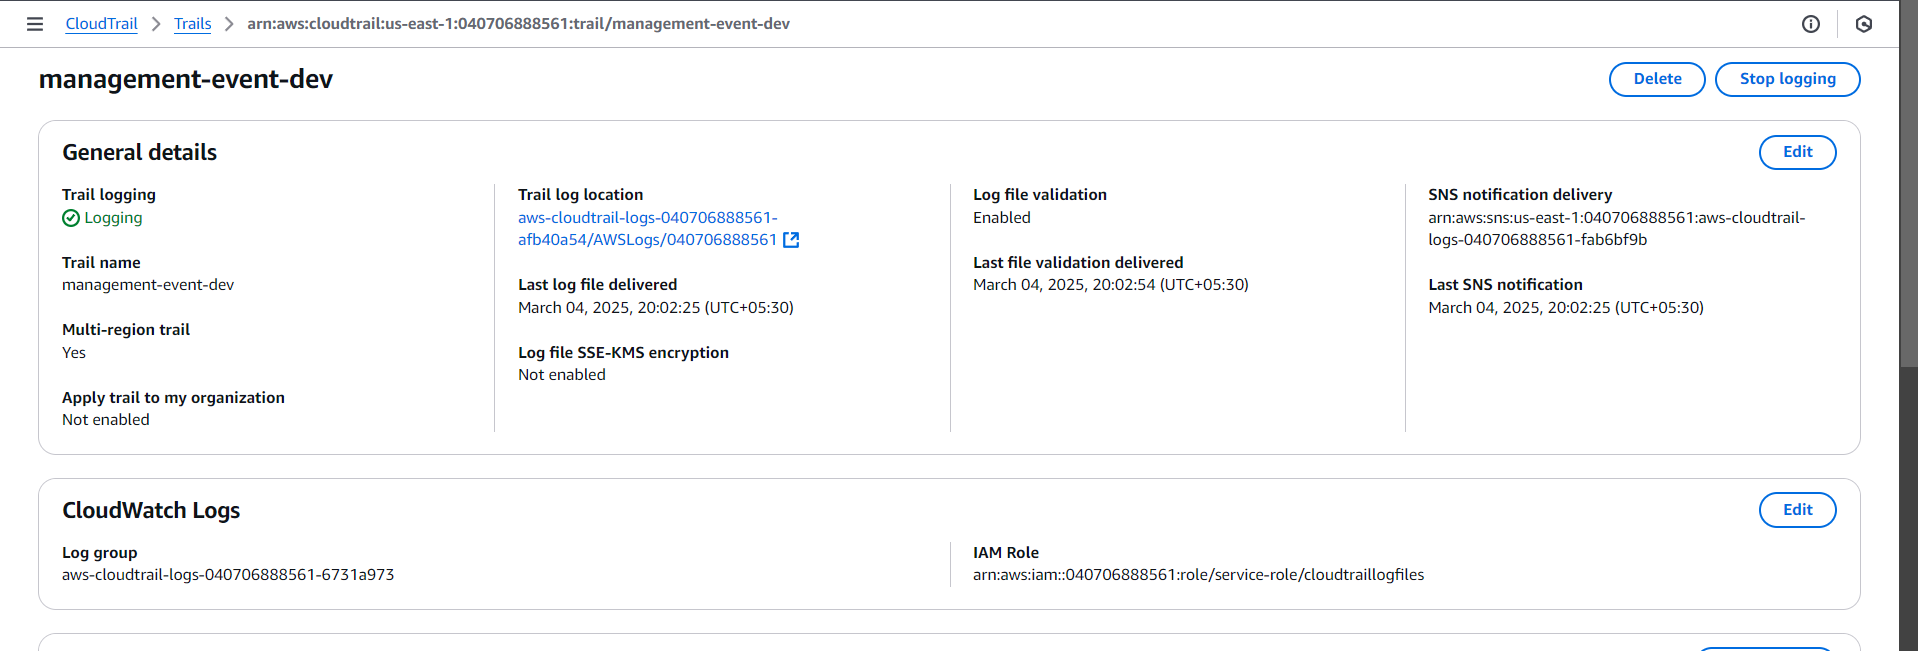 CloudTrail > Trails > arn:aws:cloudtrail:us-east-1:040706888561:trail/management-event-dev
management-event-dev
Delete
Stop logging
General details
Edit
Trail logging
Logging
Trail name
management-event-dev
Multi-region trail
Yes
Apply trail to my organization
Not enabled
Trail log location
aws-cloudtrail-logs-040706888561-
afb40a54/AWSLogs/040706888561
Last log file delivered
March 04, 2025, 20:02:25 (UTC+05:30)
Log file SSE-KMS encryption
Not enabled
Log file validation
Enabled
Last file validation delivered
March 04, 2025, 20:02:54 (UTC+05:30)
SNS notification delivery
arn:aws:sns:us-east-1:040706888561:aws-cloudtrail-
logs-040706888561-fab6bf9b
Last SNS notification
March 04, 2025, 20:02:25 (UTC+05:30)
CloudWatch Logs
Edit
Log group
aws-cloudtrail-logs-040706888561-6731a973
IAM Role
arn:aws:iam::040706888561:role/service-role/cloudtraillogfiles